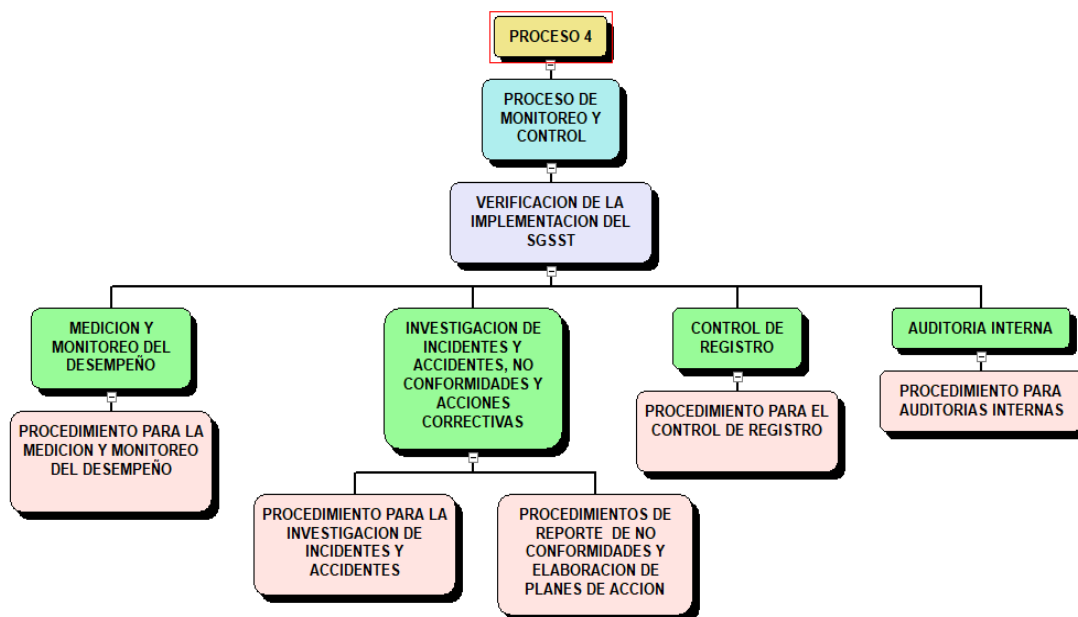 PROCESO 4
PROCESO DE
MONITOREO Y
CONTROL
VERIFICACION DE LA
IMPLEMENTACION DEL
SGSST
MEDICION Y
MONITOREO DEL
DESEMPEÑO
PROCEDIMIENTO PARA LA
MEDICION Y MONITOREO
DEL DESEMPEÑO
INVESTIGACION DE
INCIDENTES Y
ACCIDENTES, NO
CONFORMIDADES Y
ACCIONES
CORRECTIVAS
PROCEDIMIENTO PARA LA
INVESTIGACION DE
INCIDENTES Y
ACCIDENTES
PROCEDIMIENTOS DE
REPORTE DE NO
CONFORMIDADES Y
ELABORACION DE
PLANES DE ACCION
CONTROL DE
REGISTRO
PROCEDIMIENTO PARA EL
CONTROL DE REGISTRO
AUDITORIA INTERNA
PROCEDIMIENTO PARA
AUDITORIAS INTERNAS